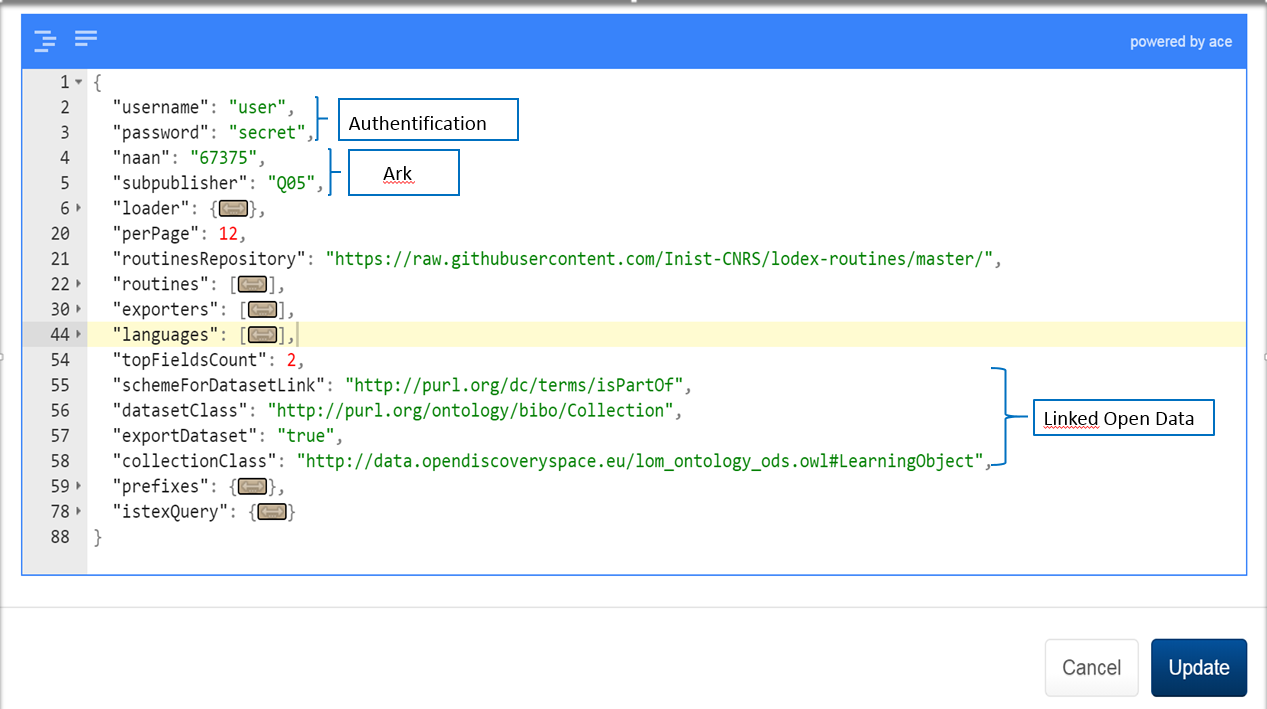 powered by ace
1 {
2 "username": "user",
3 "password": "secret",
Authentification
4 "naan": "67375",
5 "subpublisher": "Q05",
Ark
6 "loader": {},
20 "perPage": 12,
21 "routinesRepository": "https://raw.githubusercontent.com/Inist-CNRS/lodex-routines/master/",
22 "routines": [],
30 "exporters": [],
44 "languages": [],
54 "topFieldsCount": 2,
55 "schemeForDatasetLink": "http://purl.org/dc/terms/isPartOf",
56 "datasetClass": "http://purl.org/ontology/bibo/Collection",
57 "exportDataset": "true",
Linked Open Data
58 "collectionClass": "http://data.opendiscoveryspace.eu/lom_ontology_ods.owl#LearningObject",
59 "prefixes": {},
78 "istexQuery": {}
88 }
Cancel
Update